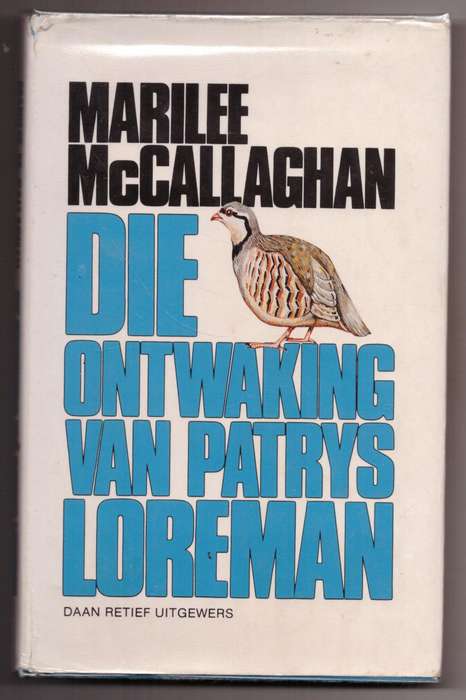 MARILEE
McCALLAGHAN
DIE
ONTWAKING
VAN PATRYS
LOREMAN
DAAN RETIEF UITGEWERS